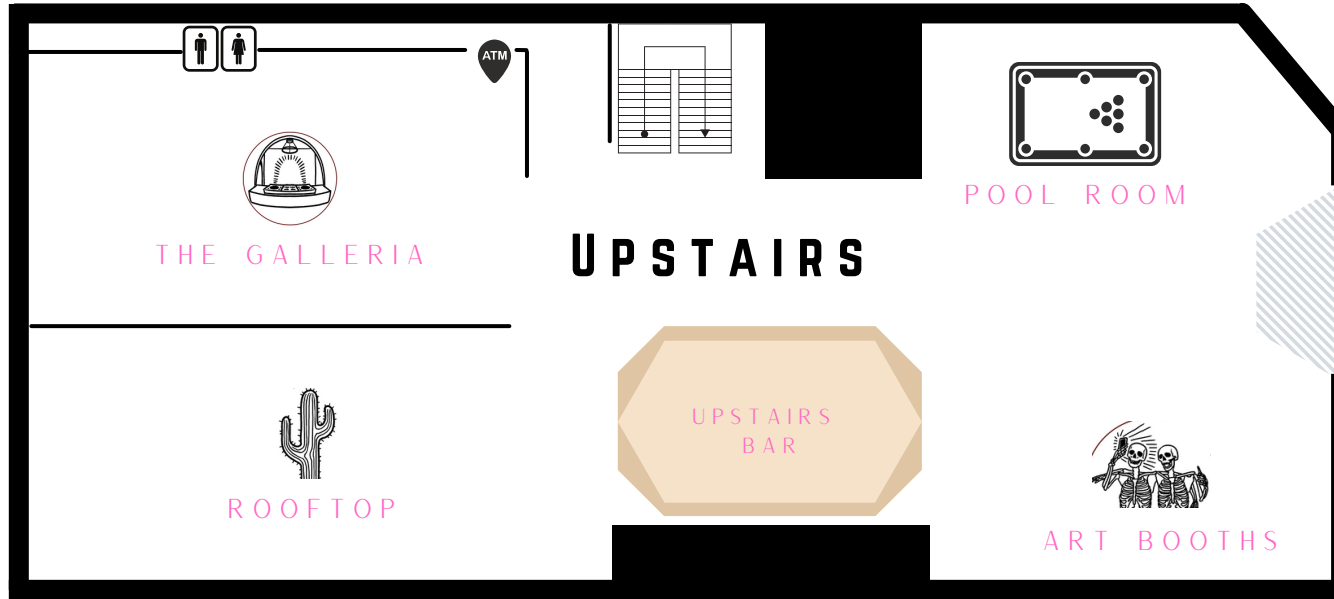 ATM
POOL ROOM
THE GALLERIA
UPSTAIRS
UPSTAIRS
BAR
ROOFTOP
ART BOOTHS